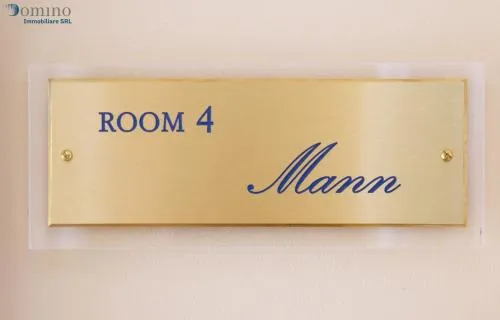 Domino
Immobiliare SRL
ROOM 4
Mann